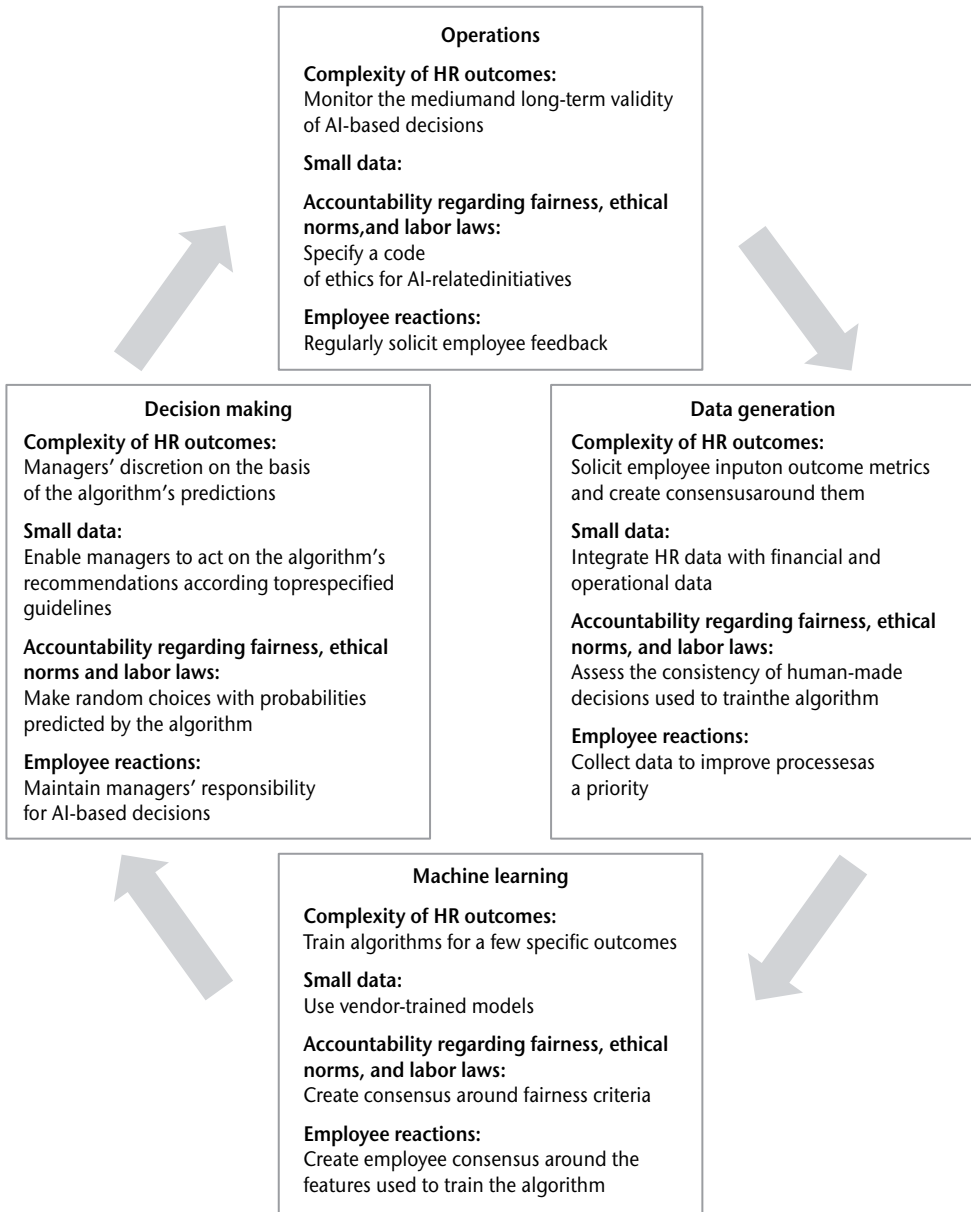 Operations
Complexity of HR outcomes:
Monitor the mediumand long-term validity
of AI-based decisions
Small data:
Accountability regarding fairness, ethical
norms,and labor laws:
Specify a code
of ethics for AI-relatedinitiatives
Employee reactions:
Regularly solicit employee feedback
Decision making
Complexity of HR outcomes:
Managers’ discretion on the basis
of the algorithm’s predictions
Small data:
Enable managers to act on the algorithm’s
recommendations according toprespecified
guidelines
Accountability regarding fairness, ethical
norms and labor laws:
Make random choices with probabilities
predicted by the algorithm
Employee reactions:
Maintain managers’ responsibility
for AI-based decisions
Data generation
Complexity of HR outcomes:
Solicit employee inputon outcome metrics
and create consensusaround them
Small data:
Integrate HR data with financial and
operational data
Accountability regarding fairness, ethical
norms, and labor laws:
Assess the consistency of human-made
decisions used to trainthe algorithm
Employee reactions:
Collect data to improve processesas
a priority
Machine learning
Complexity of HR outcomes:
Train algorithms for a few specific outcomes
Small data:
Use vendor-trained models
Accountability regarding fairness, ethical
norms, and labor laws:
Create consensus around fairness criteria
Employee reactions:
Create employee consensus around the
features used to train the algorithm